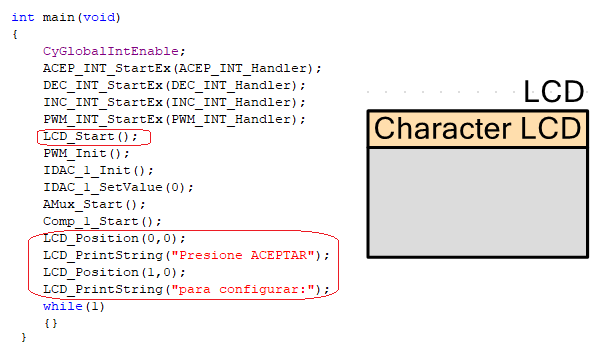 int main(void)
{
CyGlobalIntEnable;
ACEP_INT_StartEx(ACEP_INT_Handler);
DEC_INT_StartEx(DEC_INT_Handler);
INC_INT_StartEx(INC_INT_Handler);
PWM_INT_StartEx(PWM_INT_Handler);
LCD_Start();
PWM_Init();
IDAC_1_Init();
IDAC_1_SetValue(0);
AMux_Start();
Comp_1_Start();
LCD_Position(0,0);
LCD_PrintString("Presione ACEPTAR");
LCD_Position(1,0);
LCD_PrintString("para configurar:");
while(1)
{}
}
LCD
Character LCD